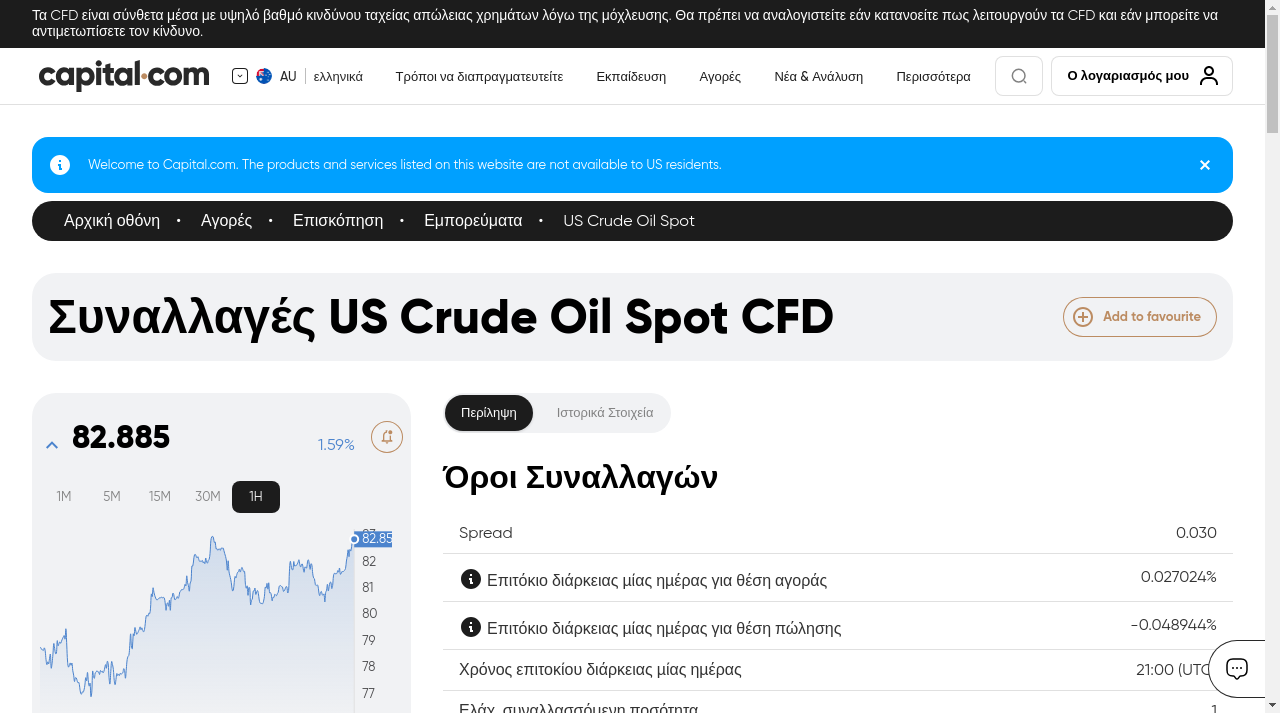 Τα CFD είναι σύνθετα μέσα με υψηλό βαθμό κινδύνου ταχείας απώλειας χρημάτων λόγω της μόχλευσης. Θα πρέπει να αναλογιστείτε εάν κατανοείτε πως λειτουργούν τα CFD και εάν μπορείτε να
αντιμετωπίσετε τον κίνδυνο.
capital.com
AU
ελληνικά
Τρόποι να διαπραγματευτείτε
Εκπαίδευση
Αγορές
Νέα & Ανάλυση
Περισσότερα
Ο λογαριασμός μου
Welcome to Capital.com. The products and services listed on this website are not available to US residents.
Αρχική οθόνη • Αγορές • Επισκόπηση • Εμπορεύματα • US Crude Oil Spot
Συναλλαγές US Crude Oil Spot CFD
Add to favourite
82.885
1.59%
1M 5M 15M 30M 1H
82.85
82
81
80
79
78
77
Περίληψη
Ιστορικά Στοιχεία
Όροι Συναλλαγών
Spread 0.030
Επιτόκιο διάρκειας μίας ημέρας για θέση αγοράς 0.027024%
Επιτόκιο διάρκειας μίας ημέρας για θέση πώλησης -0.048944%
Χρόνος επιτοκίου διάρκειας μίας ημέρας 21:00 (UTC
Ελάχ. συναλλασσόμενη ποσότητα 1